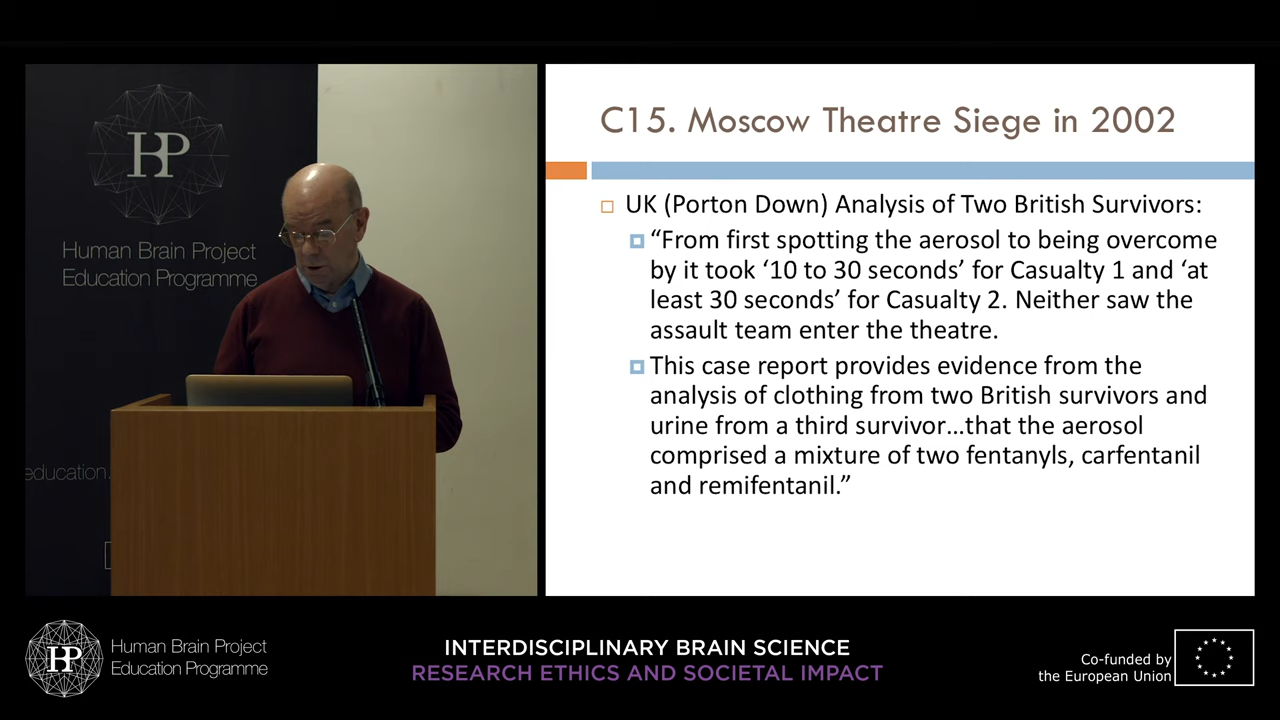 HP
Human Brain Project
Education Programme
education.
C15. Moscow Theatre Siege in 2002
UK (Porton Down) Analysis of Two British Survivors:
“From first spotting the aerosol to being overcome
by it took ‘10 to 30 seconds’ for Casualty 1 and ‘at
least 30 seconds’ for Casualty 2. Neither saw the
assault team enter the theatre.
This case report provides evidence from the
analysis of clothing from two British survivors and
urine from a third survivor…that the aerosol
comprised a mixture of two fentanyls, carfentanil
and remifentanil.”
HP
Human Brain Project
Education Programme
INTERDISCIPLINARY BRAIN SCIENCE
RESEARCH ETHICS AND SOCIETAL IMPACT
Co-funded by
the European Union